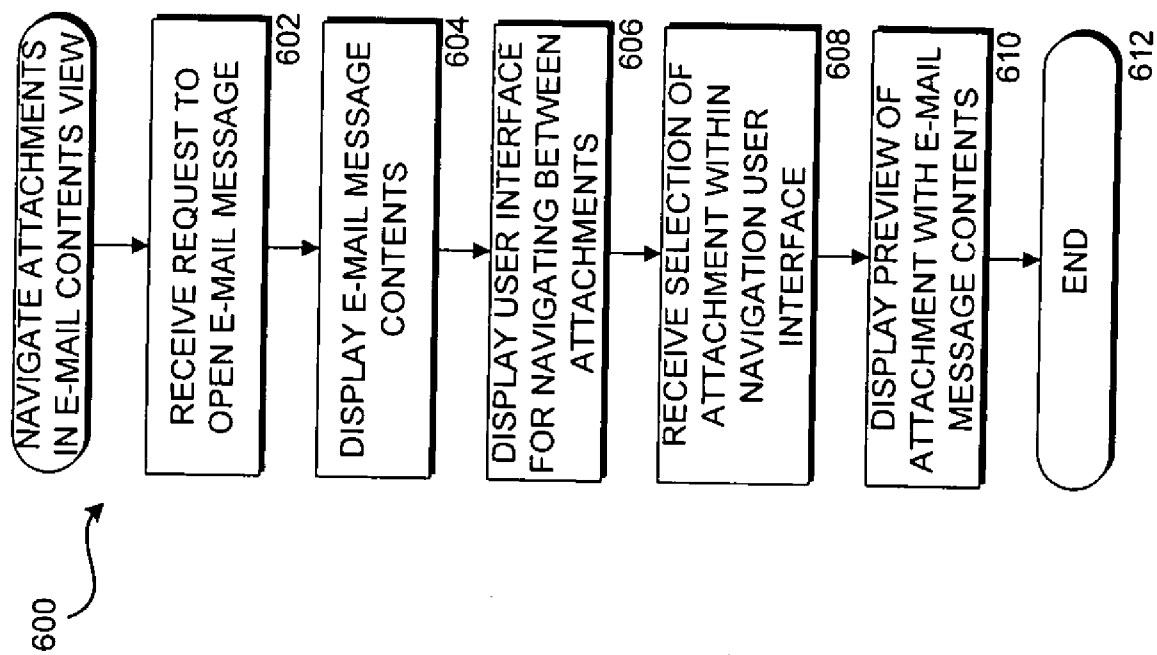 600
NAVIGATE ATTACHMENTS
IN E-MAIL CONTENTS VIEW
RECEIVE REQUEST TO
OPEN E-MAIL MESSAGE
602
DISPLAY E-MAIL MESSAGE
CONTENTS
604
DISPLAY USER INTERFACE
FOR NAVIGATING BETWEEN
ATTACHMENTS
606
RECEIVE SELECTION OF
ATTACHMENT WITHIN
NAVIGATION USER
INTERFACE
608
DISPLAY PREVIEW OF
ATTACHMENT WITH E-MAIL
MESSAGE CONTENTS
610
END
612